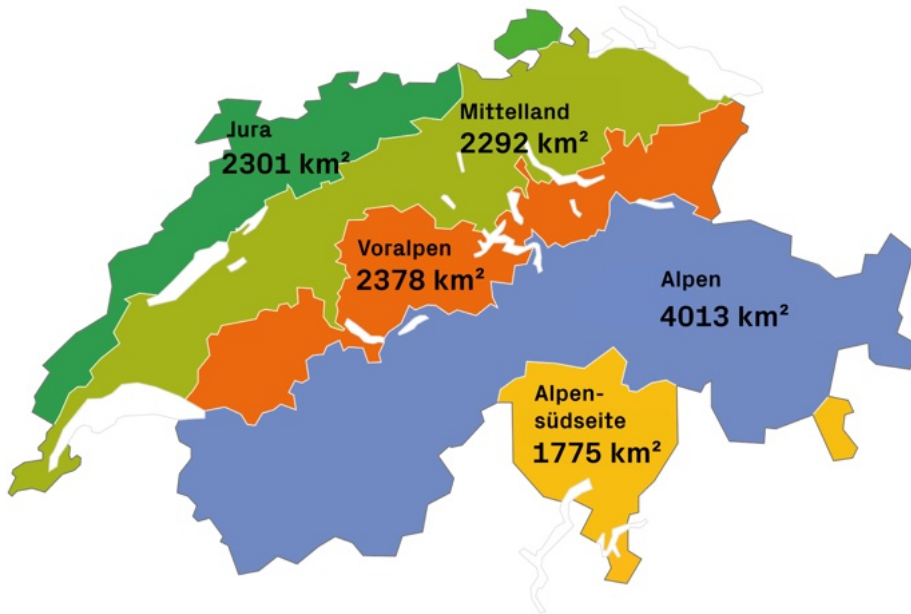 Jura
2301 km²
Mittelland
2292 km²
Voralpen
2378 km²
Alpen
4013 km²
Alpen-
südseite
1775 km²